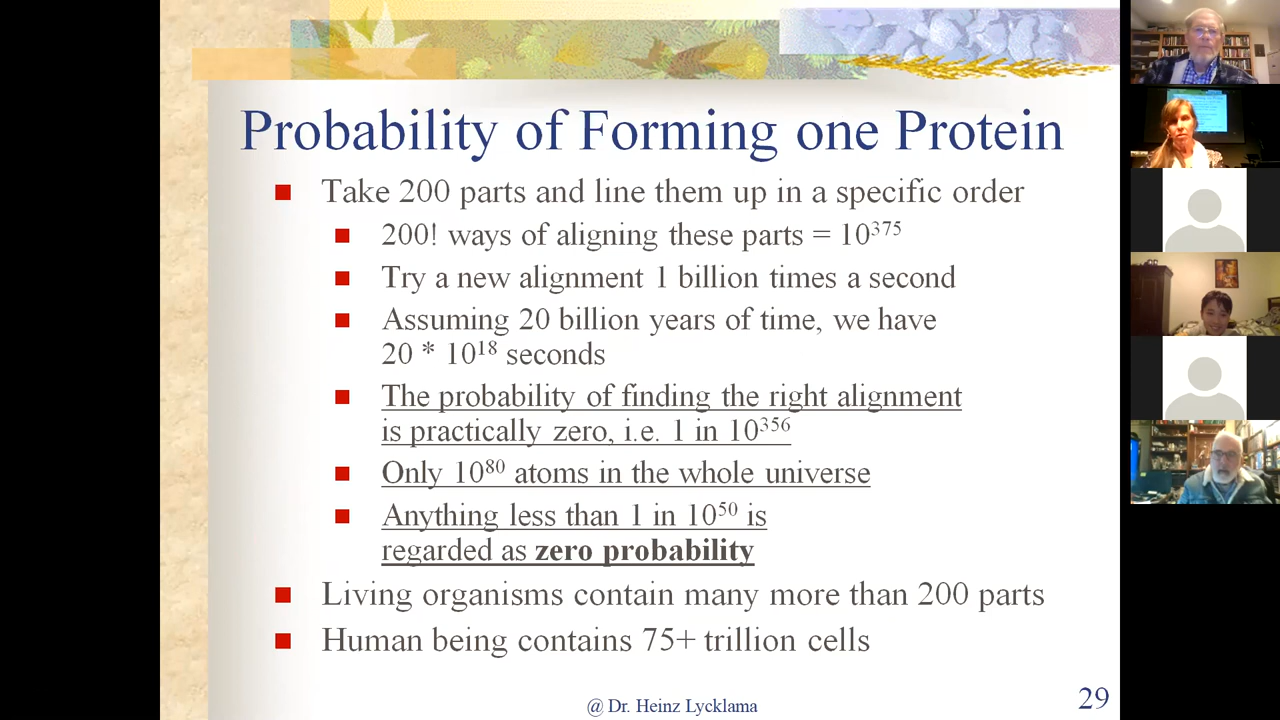 Probability of Forming one Protein
Take 200 parts and line them up in a specific order
200! ways of aligning these parts = 10³⁷⁵
Try a new alignment 1 billion times a second
Assuming 20 billion years of time, we have
20 * 10¹⁸ seconds
The probability of finding the right alignment
is practically zero, i.e. 1 in 10³⁵⁶
Only 10⁸⁰ atoms in the whole universe
Anything less than 1 in 10⁵⁰ is
regarded as zero probability
Living organisms contain many more than 200 parts
Human being contains 75+ trillion cells
@ Dr. Heinz Lycklama
29